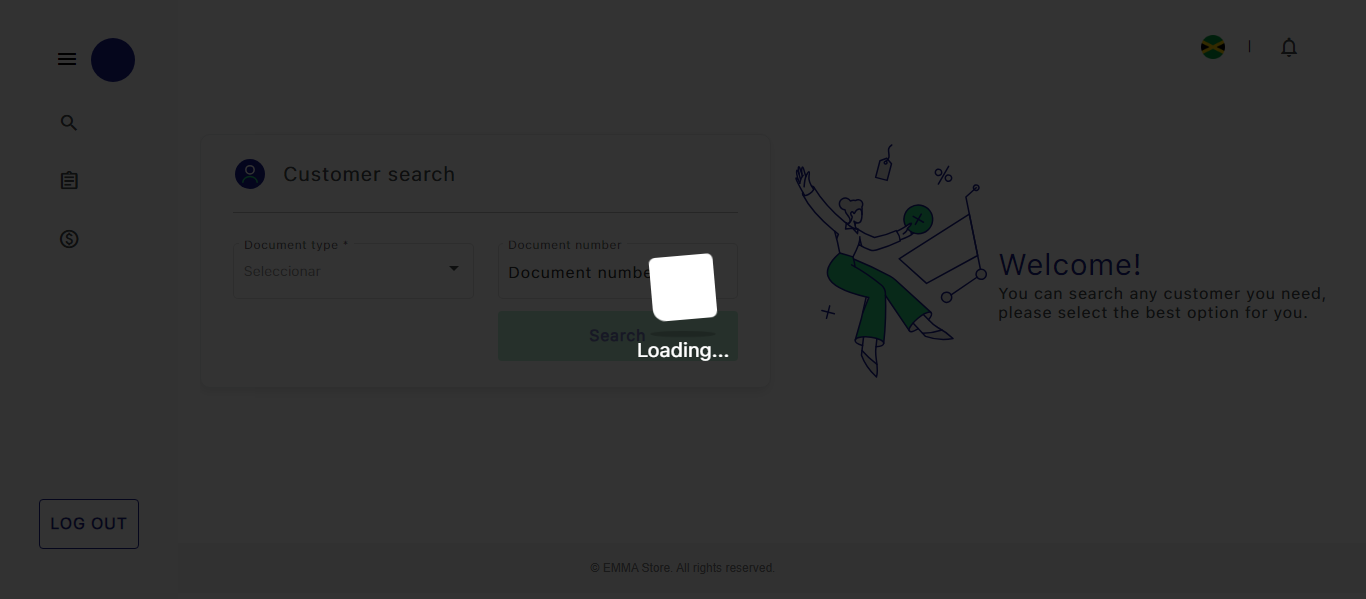 Customer search
Document type *
Seleccionar
Document number
Document numbe
Search
Loading...
Welcome!
You can search any customer you need,
please select the best option for you.
LOG OUT
© EMMA Store. All rights reserved.